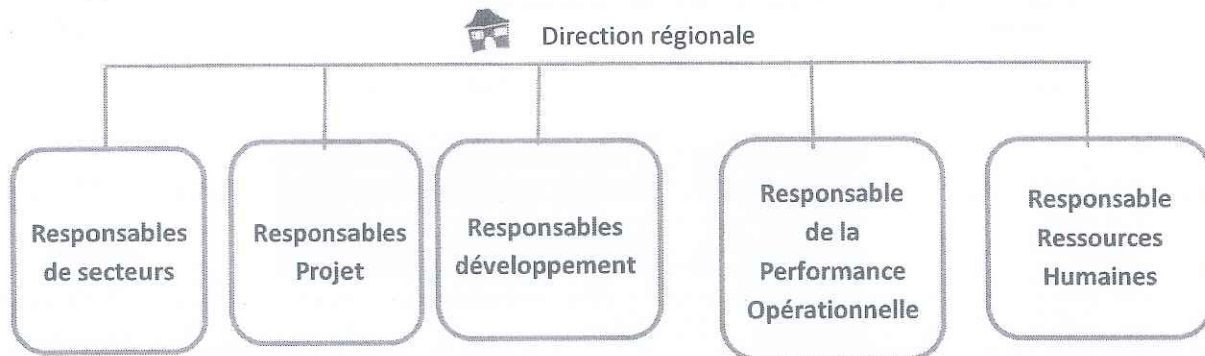 Direction régionale
Responsables
de secteurs
Responsables
Projet
Responsables
développement
Responsable
de la
Performance
Opérationnelle
Responsable
Ressources
Humaines